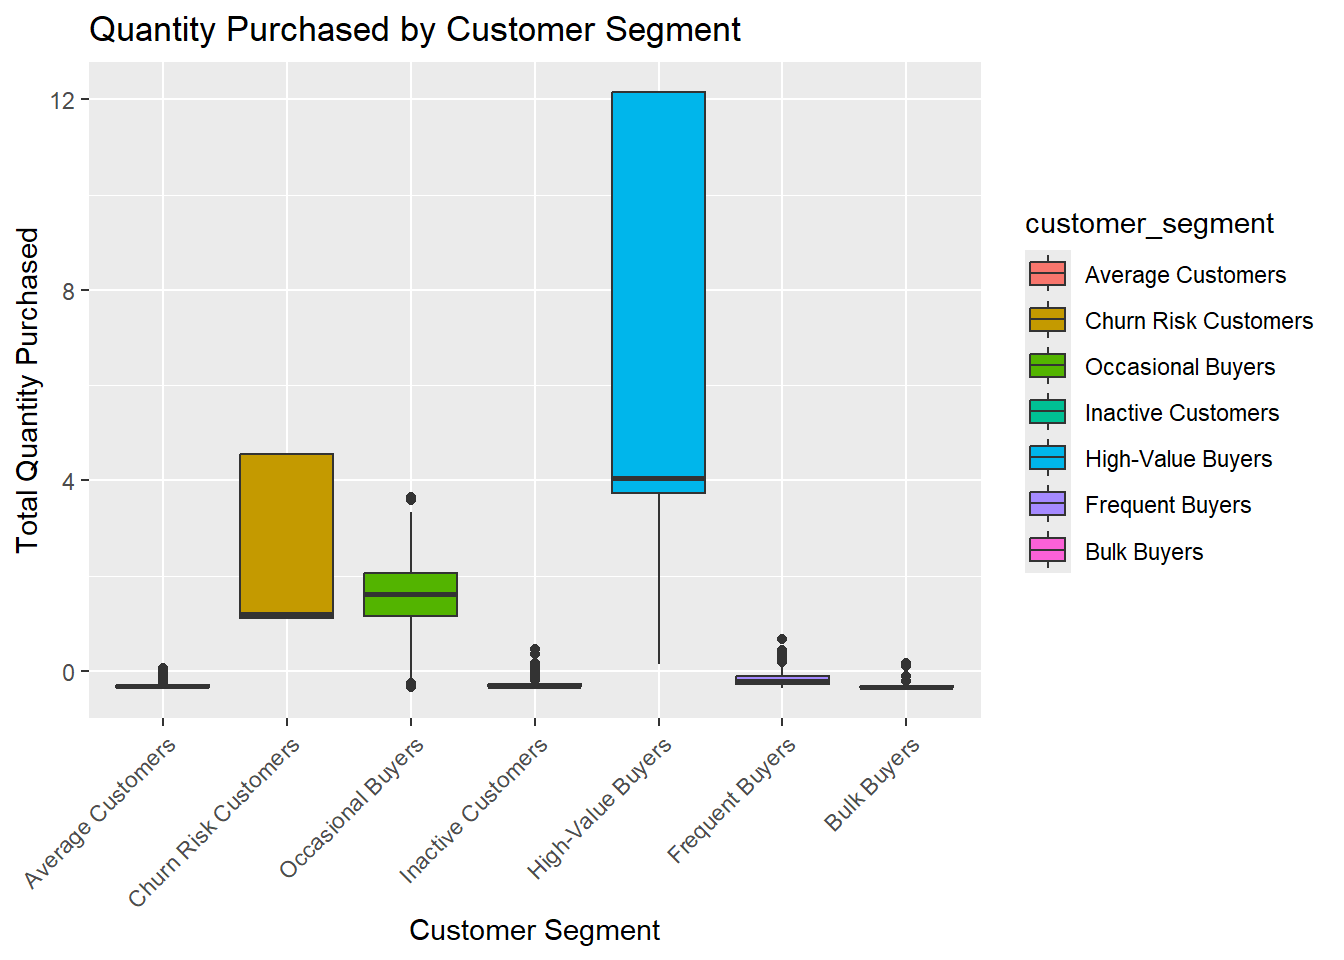 Quantity Purchased by Customer Segment
Total Quantity Purchased
12
8
4
0
Average Customers
Churn Risk Customers
Occasional Buyers
Inactive Customers
High-Value Buyers
Frequent Buyers
Bulk Buyers
Customer Segment
customer_segment
Average Customers
Churn Risk Customers
Occasional Buyers
Inactive Customers
High-Value Buyers
Frequent Buyers
Bulk Buyers